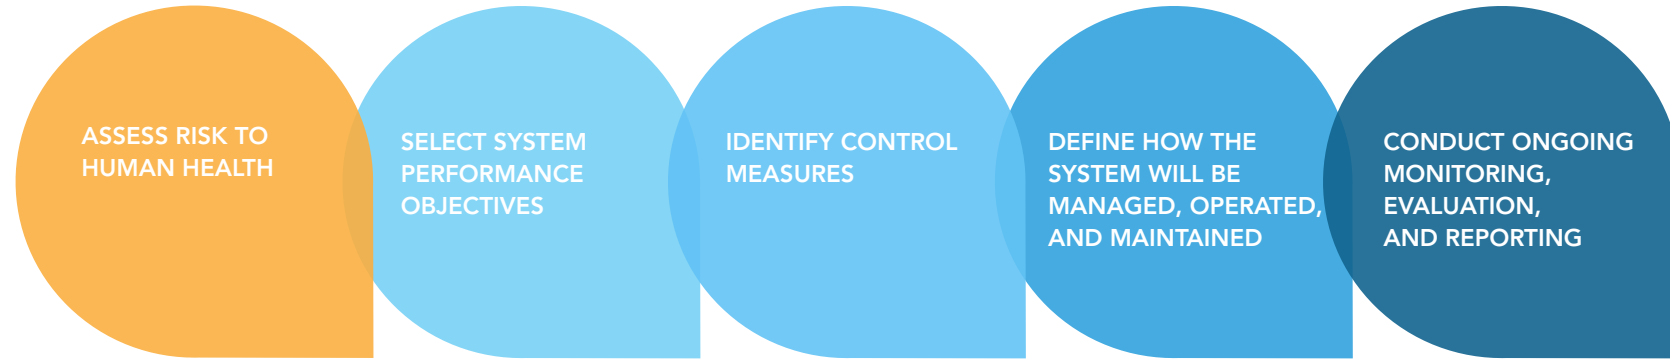 ASSESS RISK TO
HUMAN HEALTH
SELECT SYSTEM
PERFORMANCE
OBJECTIVES
IDENTIFY CONTROL
MEASURES
DEFINE HOW THE
SYSTEM WILL BE
MANAGED, OPERATED,
AND MAINTAINED
CONDUCT ONGOING
MONITORING,
EVALUATION,
AND REPORTING